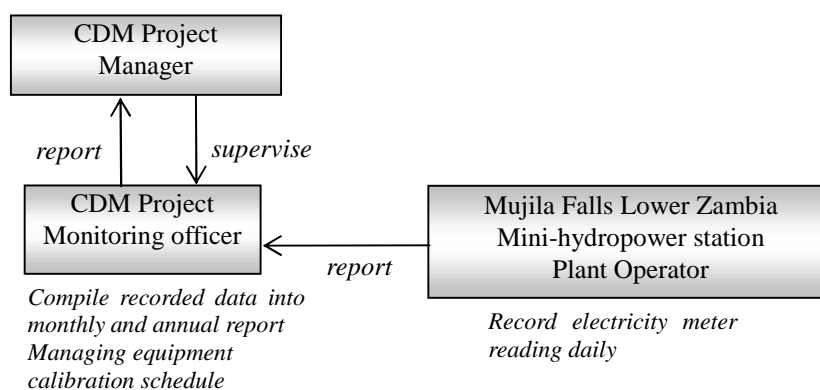 CDM Project
Manager
report
supervise
CDM Project
Monitoring officer
Mujila Falls Lower Zambia
Mini-hydropower station
Plant Operator
report
Compile recorded data into
monthly and annual report
Managing equipment
calibration schedule
Record electricity meter
reading daily